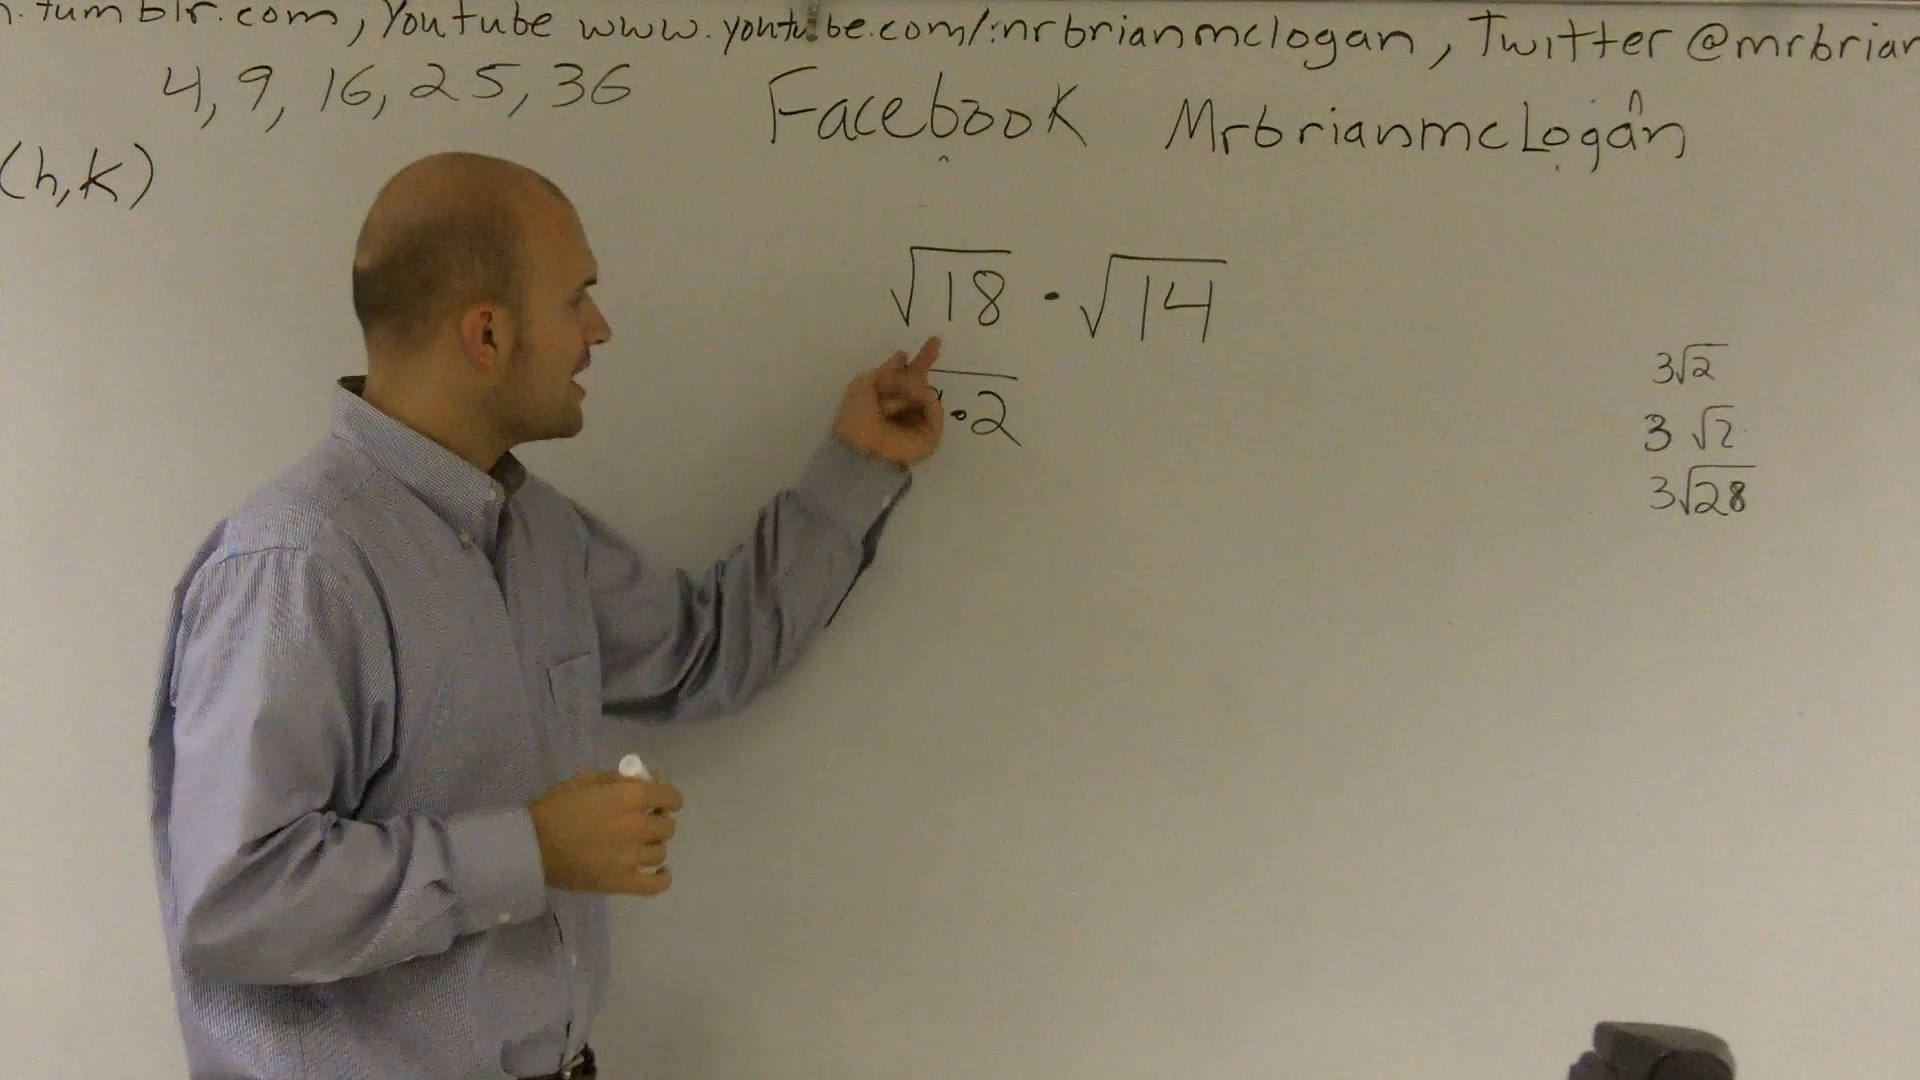 .tumblr.com, Youtube www.youtube.com/mrbrianmclogan, Twitter @mrbrian
4, 9, 16, 25, 36
Facebook MrbrianmcLogan
(h,k)
√18 · √14
·2
3√2
3 √2
3√28